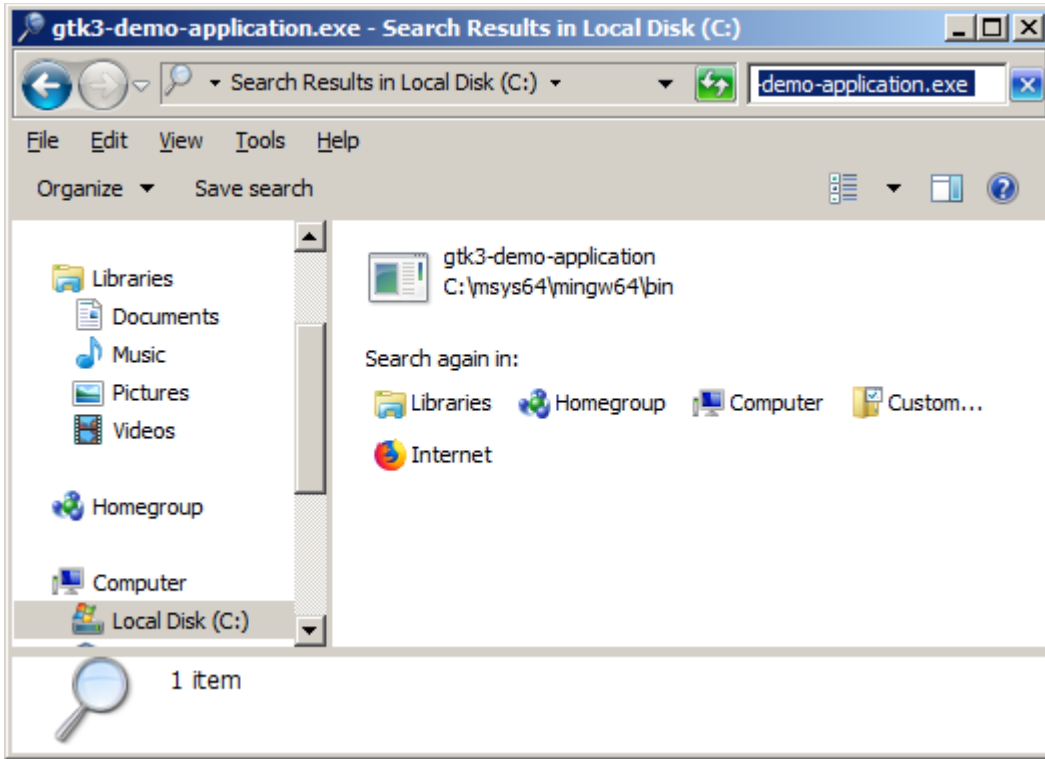 gtk3-demo-application.exe - Search Results in Local Disk (C:)
Search Results in Local Disk (C:)
-demo-application.exe
File Edit View Tools Help
Organize Save search
Libraries
Documents
Music
Pictures
Videos
Homegroup
Computer
Local Disk (C:)
gtk3-demo-application
C:\msys64\mingw64\bin
Search again in:
Libraries Homegroup Computer Custom...
Internet
1 item